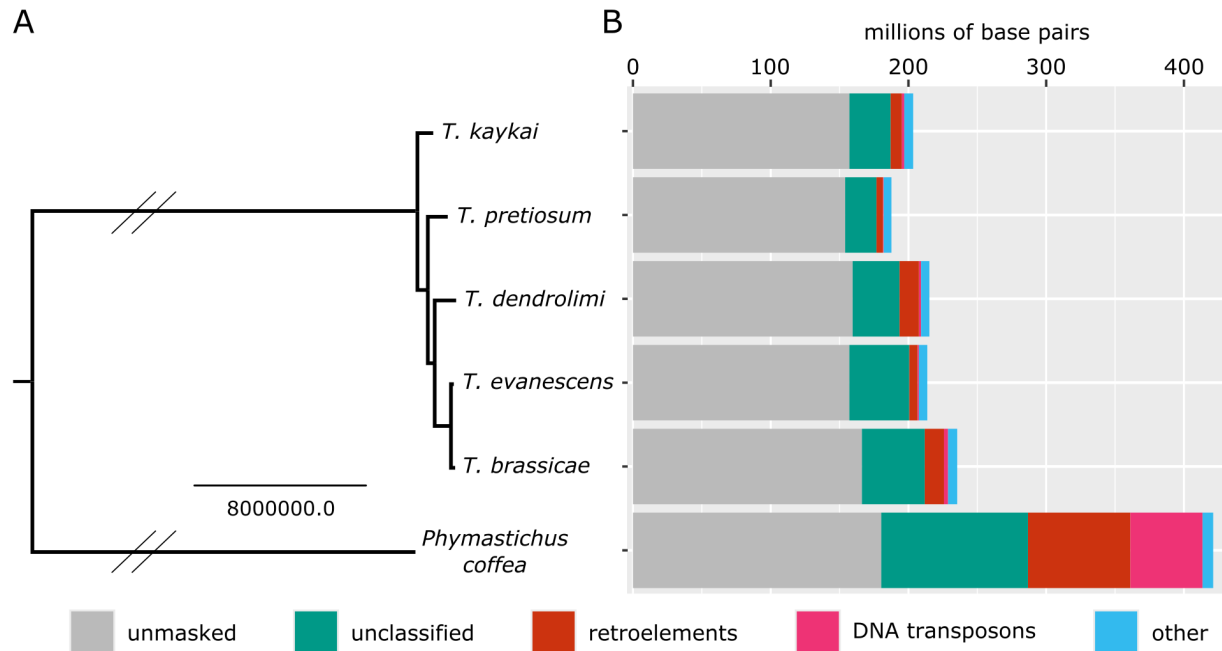 A
B
millions of base pairs
0 100 200 300 400
T. kaykai
T. pretiosum
T. dendrolimi
T. evanescens
T. brassicae
8000000.0
Phymastichus
coffea
unmasked unclassified retroelements DNA transposons other